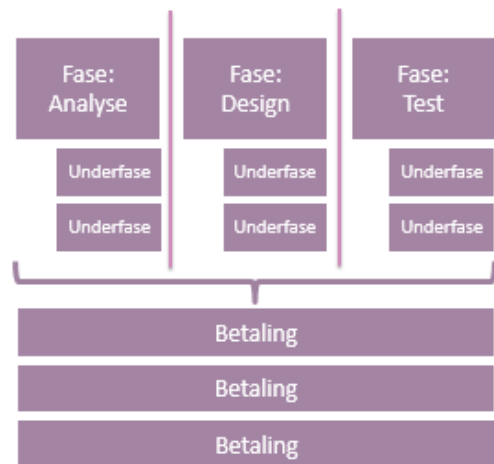 Fase:
Analyse
Underfase
Underfase
Fase:
Design
Underfase
Underfase
Fase:
Test
Underfase
Underfase
Betaling
Betaling
Betaling